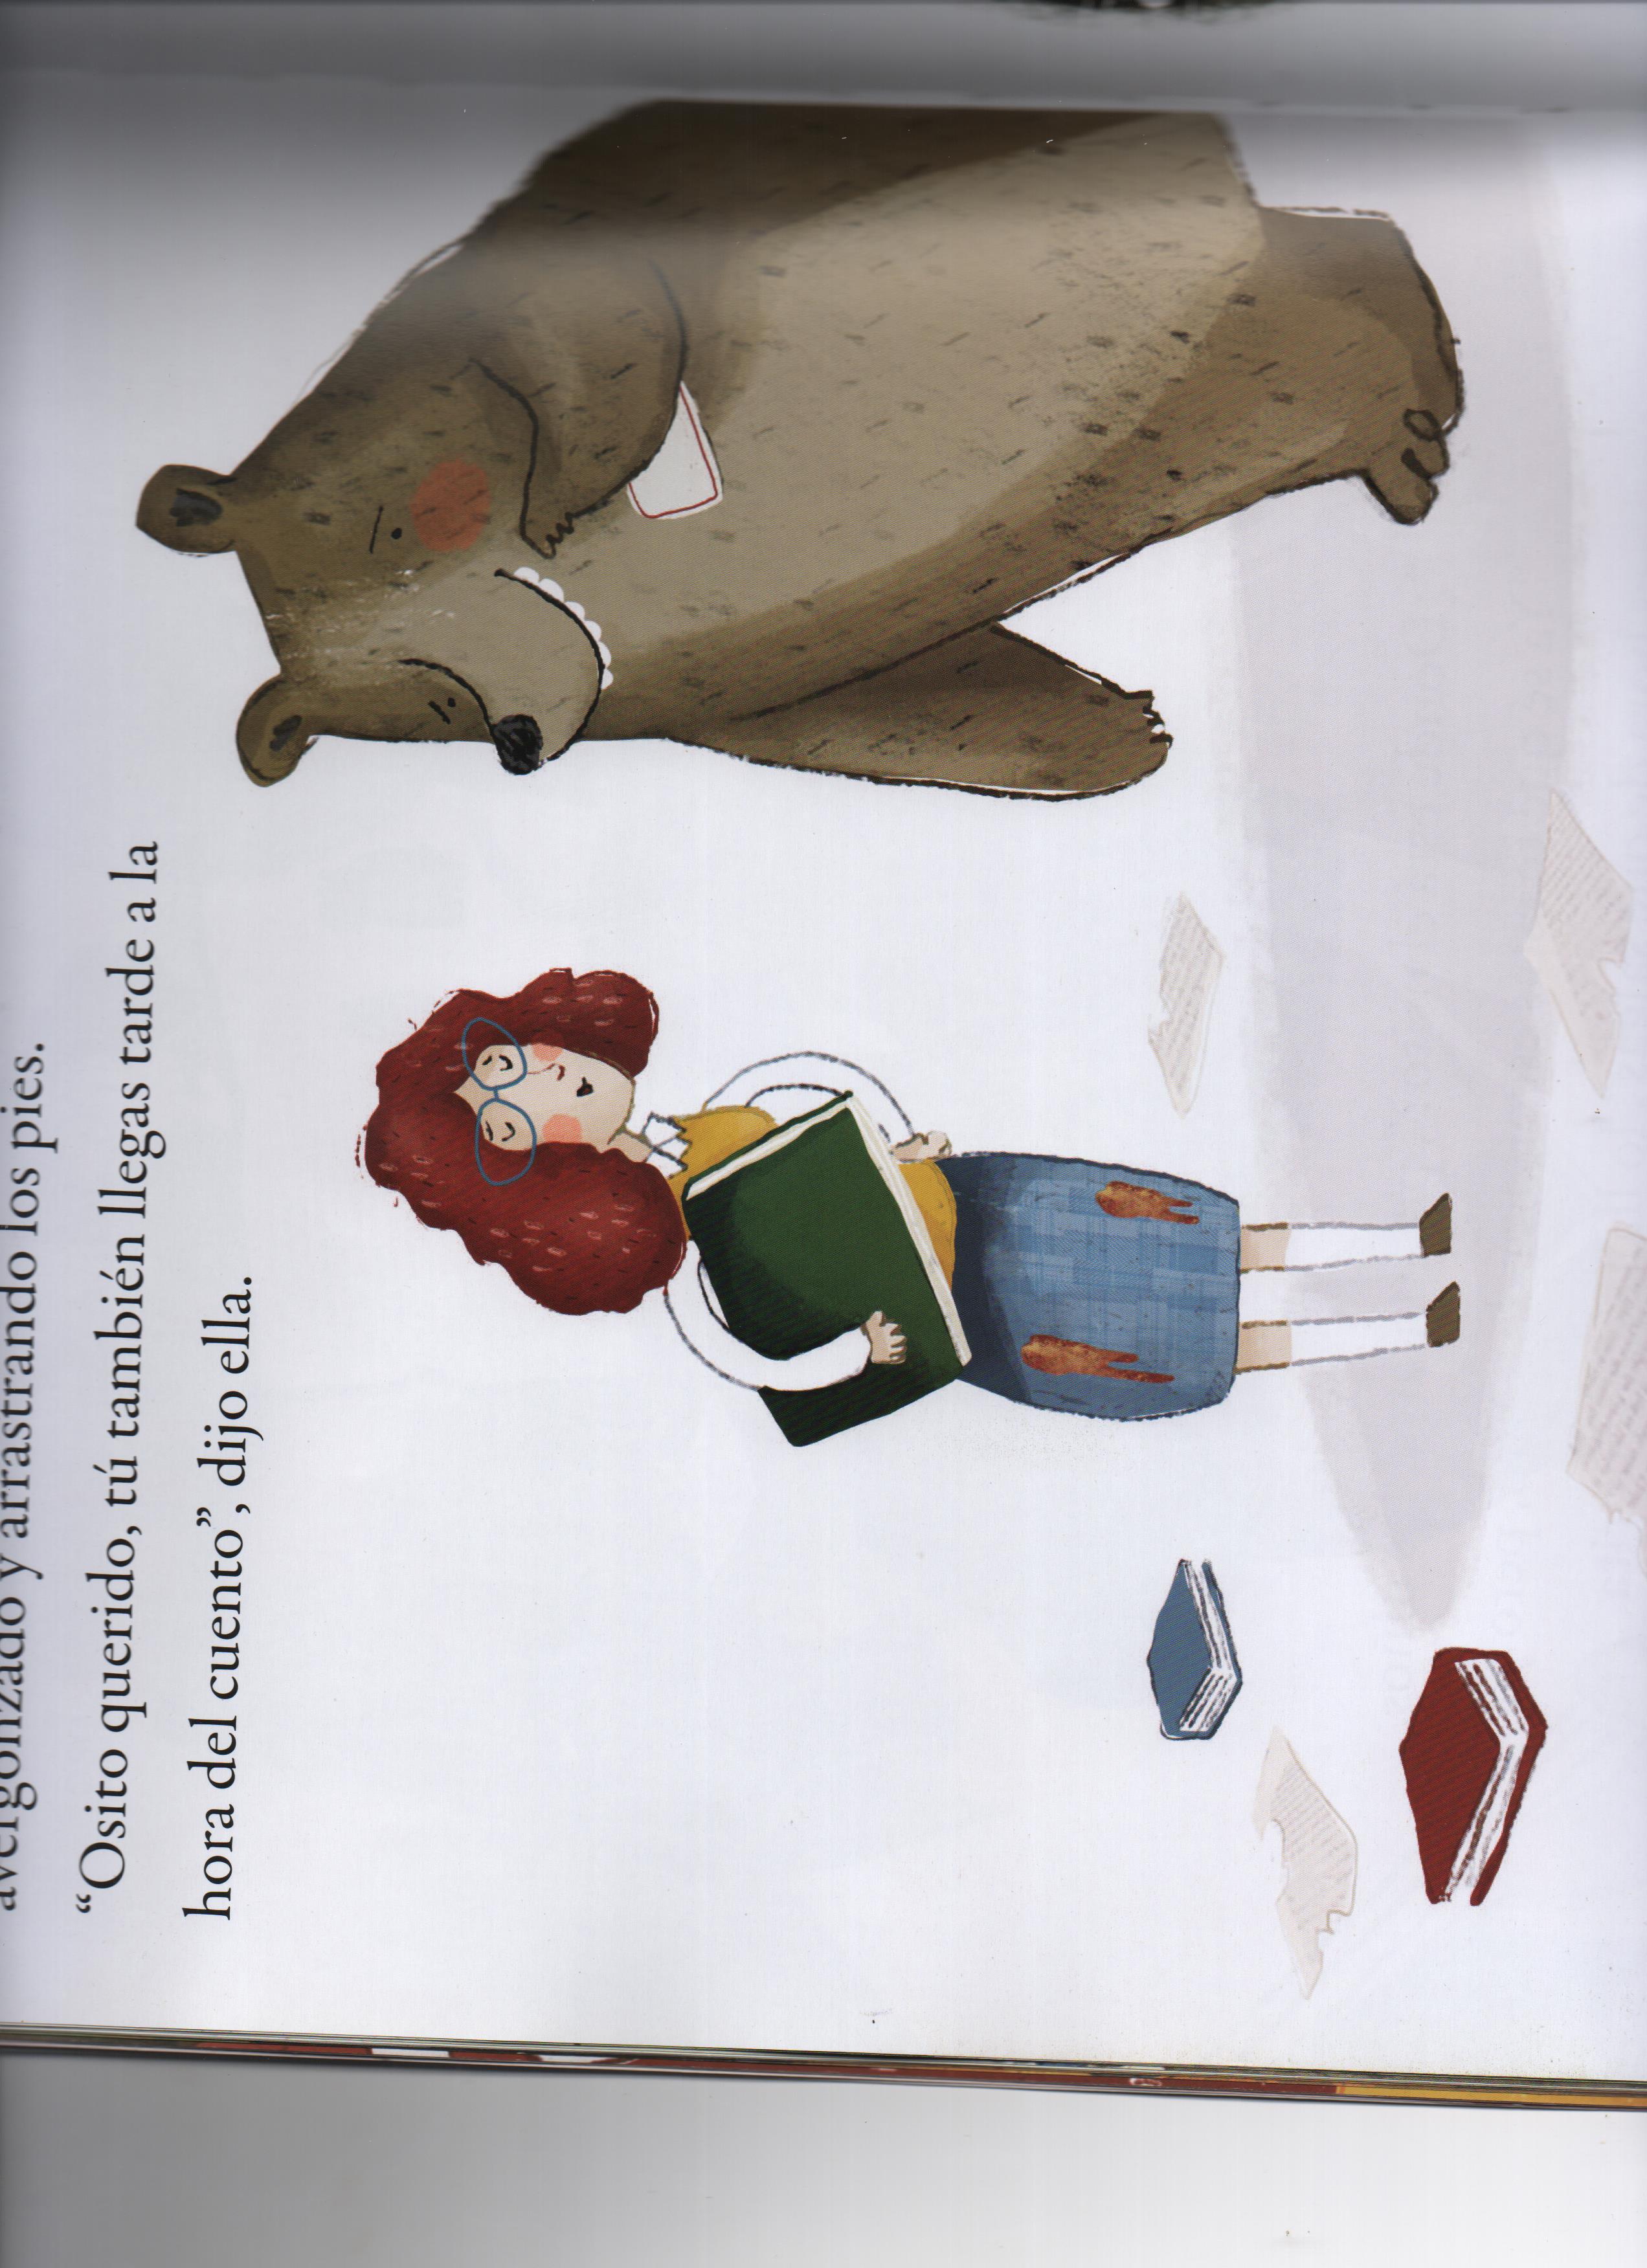 avergonzado y arrastrando los pies.
“Osito querido, tú también llegas tarde a la
hora del cuento”, dijo ella.